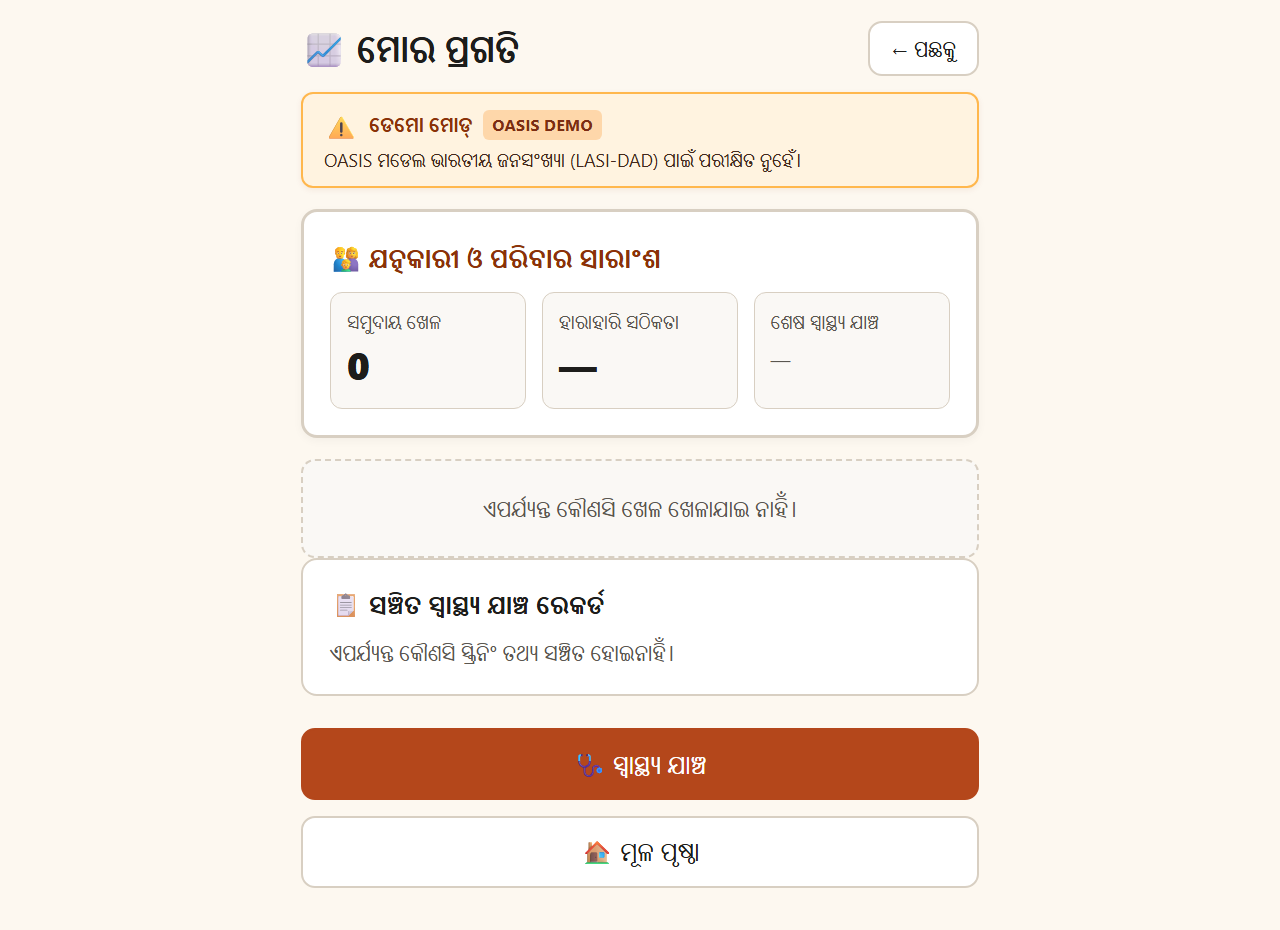 ମୋର ପ୍ରଗତି
← ପଛକୁ
ଡେମୋ ମୋଡ୍ OASIS DEMO
OASIS ମଡେଲ ଭାରତୀୟ ଜନସଂଖ୍ୟା (LASI-DAD) ପାଇଁ ପରୀକ୍ଷିତ ନୁହେଁ।
ଯତ୍ନକାରୀ ଓ ପରିବାର ସାରାଂଶ
ସମୁଦାୟ ଖେଳ
0
ହାରାହାରି ସଠିକତା
—
ଶେଷ ସ୍ୱାସ୍ଥ୍ୟ ଯାଞ୍ଚ
—
ଏପର୍ଯ୍ୟନ୍ତ କୌଣସି ଖେଳ ଖେଳାଯାଇ ନାହିଁ।
ସଞ୍ଚିତ ସ୍ୱାସ୍ଥ୍ୟ ଯାଞ୍ଚ ରେକର୍ଡ
ଏପର୍ଯ୍ୟନ୍ତ କୌଣସି ସ୍କ୍ରିନିଂ ତଥ୍ୟ ସଞ୍ଚିତ ହୋଇନାହିଁ।
ସ୍ୱାସ୍ଥ୍ୟ ଯାଞ୍ଚ
ମୂଳ ପୃଷ୍ଠା